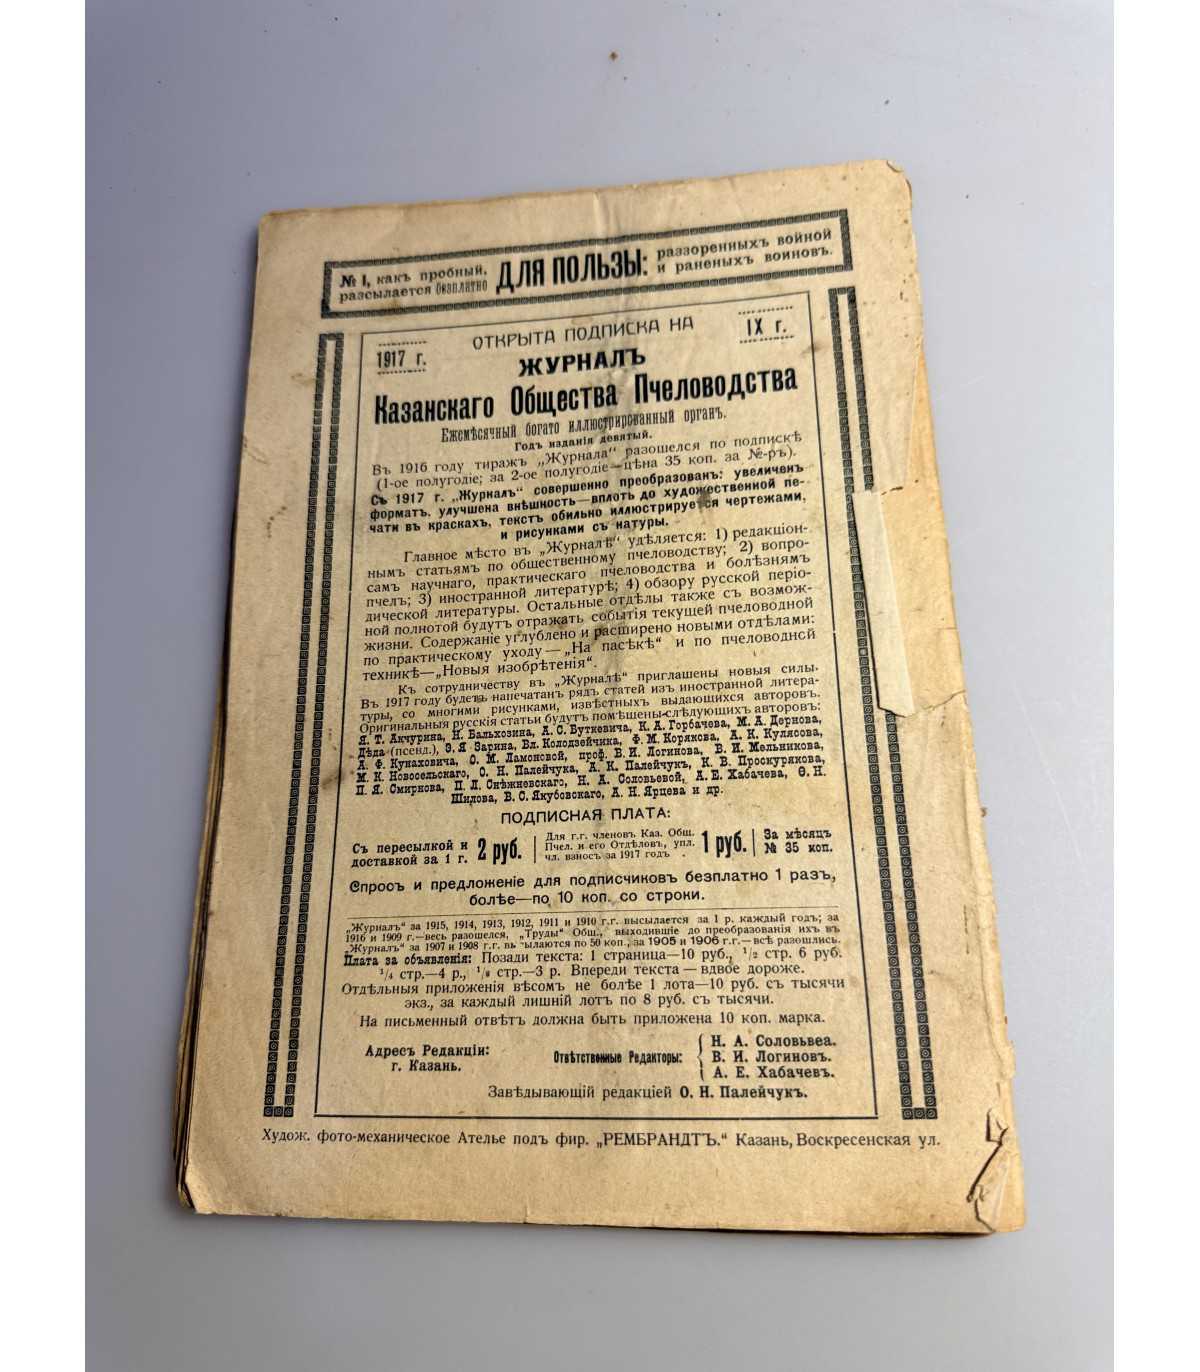 № 1, какъ пробный,
разсылается безплатно
ДЛЯ ПОЛЬЗЫ:
раззоренныхъ войной
и раненыхъ воиновъ.
1917 г.
ОТКРЫТА ПОДПИСКА НА
IX г.
ЖУРНАЛЪ
Казанскаго Общества Пчеловодства
Ежемѣсячный богато иллюстрированный органъ.
Годъ изданія девятый.
Въ 1916 году тиражъ „Журнала“ разошелся по подпискѣ
(1-ое полугодіе; за 2-ое полугодіе—цѣна 35 коп. за №-ръ).
Съ 1917 г. „Журналъ“ совершенно преобразованъ: увеличенъ
форматъ, улучшена внѣшность—вплоть до художественной пе-
чати въ краскахъ, текстъ обильно иллюстрируется чертежами,
и рисунками съ натуры.
Главное мѣсто въ „Журналѣ“ удѣляется: 1) редакціон-
нымъ статьямъ по общественному пчеловодству; 2) вопро-
самъ научнаго, практическаго пчеловодства и болѣзнямъ
пчелъ; 3) иностранной литературѣ; 4) обзору русской періо-
дической литературы. Остальные отдѣлы также съ возмож-
ной полнотой будутъ отражать событія текущей пчеловодной
жизни. Содержаніе углублено и расширено новыми отдѣлами:
по практическому уходу—„На пасѣкѣ“ и по пчеловодной
техникѣ—„Новыя изобрѣтенія“.
Къ сотрудничеству въ „Журналѣ“ приглашены новыя силы.
Въ 1917 году будетъ напечатан рядъ статей изъ иностранной литера-
туры, со многими рисунками, извѣстныхъ выдающихся авторовъ.
Оригинальныя русскія статьи будутъ помѣщены слѣдующихъ авторовъ:
Я. Т. Акчурина, Н. Бальхозина, А. С. Буткевича, К. А. Горбачева, М. А. Дернова,
Дѣда (псевд.), Э. Я Зарина, Вл. Колодзейчика, Ф. М. Корякова, А. К Кулясова,
А. Ф. Кунаховича, С. М. Ламоновой, проф. В. И. Логинова, В. И. Мельникова,
М. К. Новосельскаго, О. Н. Палейчука, А. К. Палейчукъ, К. В. Проскурякова,
П. Я. Смирнова, П. Л. Снѣжневскаго, Н. А. Соловьевой, А. Е. Хабачева, Ѳ. Н.
Шилова, В. С. Якубовскаго, А. Н. Ярцева и др.
ПОДПИСНАЯ ПЛАТА:
Съ пересылкой и
доставкой за 1 г. 2 руб.
Для г.г. членовъ Каз. Общ.
Пчел. и его Отдѣловъ, упл.
чл. взносъ за 1917 годъ . 1 руб.
За мѣсяцъ
№ 35 коп.
Спросъ и предложеніе для подписчиковъ безплатно 1 разъ,
болѣе—по 10 коп. со строки.
„Журналъ“ за 1915, 1914, 1913, 1912, 1911 и 1910 г.г. высылается за 1 р. каждый годъ; за
1916 и 1909 г.—весь разошелся, „Труды“ Общ., выходившіе до преобразованія ихъ въ
„Журналъ“ за 1907 и 1908 г.г. высылаются по 50 коп., за 1905 и 1906 г.г.—всѣ разошлись.
Плата за объявленія: Позади текста: 1 страница—10 руб., 1/2 стр. 6 руб.
1/4 стр.—4 р., 1/8 стр.—3 р. Впереди текста—вдвое дороже.
Отдѣльныя приложенія вѣсомъ не болѣе 1 лота—10 руб. съ тысячи
экз., за каждый лишній лотъ по 8 руб. съ тысячи.
На письменный отвѣтъ должна быть приложена 10 коп. марка.
Адресъ Редакціи:
г. Казань.
Отвѣтственные Редакторы:
Н. А. Соловьвеа.
В. И. Логиновъ.
А. Е. Хабачевъ.
Завѣдывающій редакціей О. Н. Палейчукъ.
Худож. фото-механическое Ателье подъ фир. „РЕМБРАНДТЪ.“ Казань, Воскресенская ул.